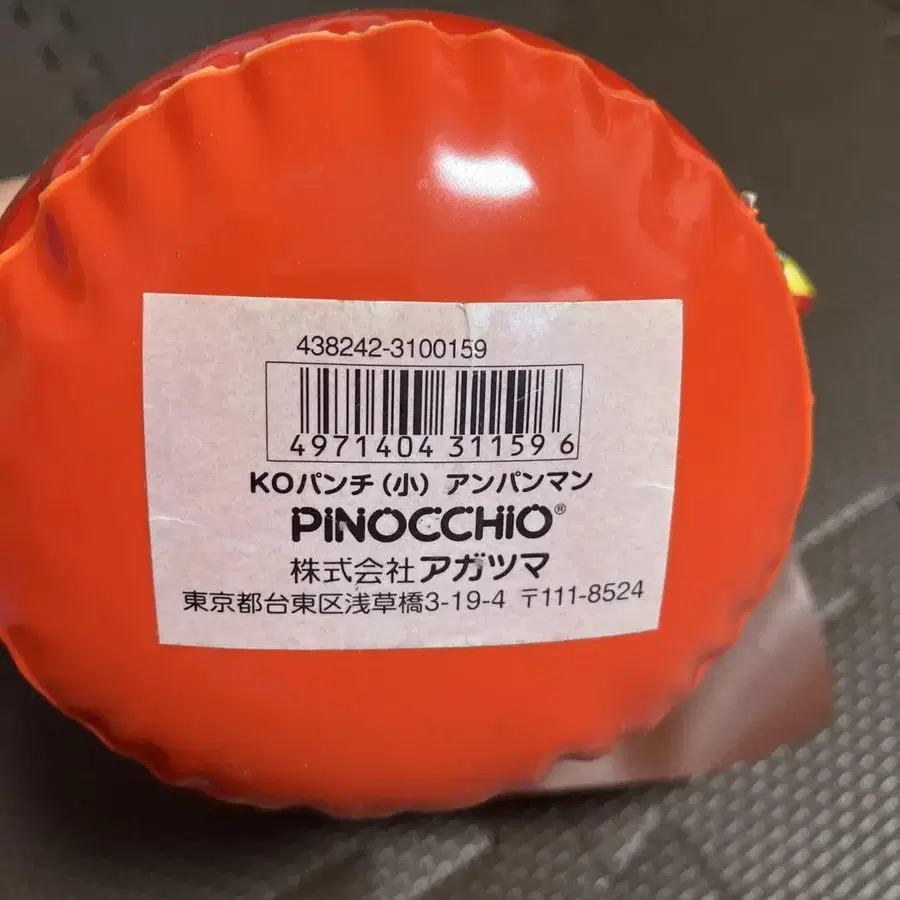 438242-3100159
4971404 311596
KOパンチ(小) アンパンマン
PINOCCHIO®
株式会社アガツマ
東京都台東区浅草橋3-19-4 〒111-8524